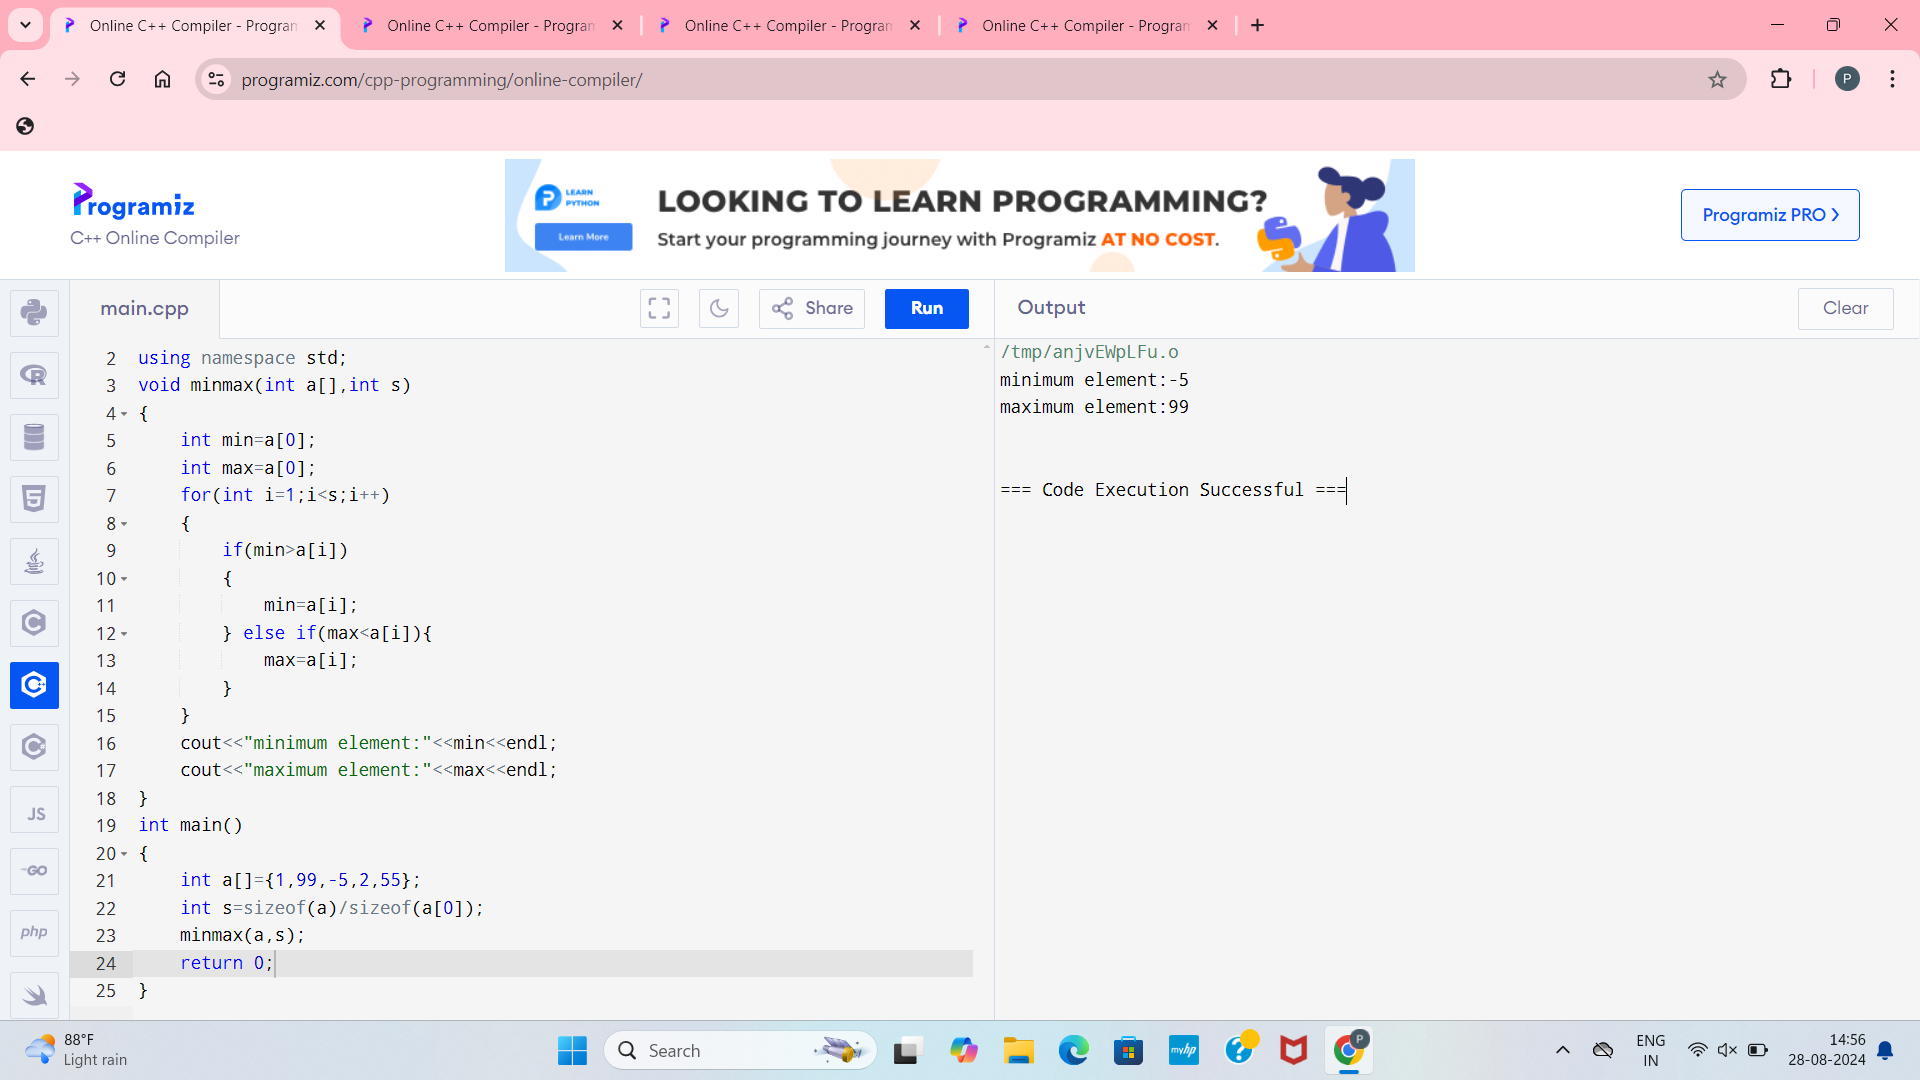 Online C++ Compiler - Program
Online C++ Compiler - Program
Online C++ Compiler - Program
Online C++ Compiler - Program
programiz.com/cpp-programming/online-compiler/
P
Programiz
C++ Online Compiler
LEARN
PYTHON
Learn More
LOOKING TO LEARN PROGRAMMING?
Start your programming journey with Programiz AT NO COST.
Programiz PRO
main.cpp
Share
Run
Output
Clear
2 using namespace std;
3 void minmax(int a[],int s)
4 {
5 int min=a[0];
6 int max=a[0];
7 for(int i=1;i<s;i++)
8 {
9 if(min>a[i])
10 {
11 min=a[i];
12 } else if(max<a[i]){
13 max=a[i];
14 }
15 }
16 cout<<"minimum element:"<<min<<endl;
17 cout<<"maximum element:"<<max<<endl;
18 }
19 int main()
20 {
21 int a[]={1,99,-5,2,55};
22 int s=sizeof(a)/sizeof(a[0]);
23 minmax(a,s);
24 return 0;
25 }
/tmp/anjvEWpLFu.o
minimum element:-5
maximum element:99
=== Code Execution Successful ===
R
5
C
C++
C#
JS
GO
php
88°F
Light rain
Search
myhp
P
ENG
IN
14:56
28-08-2024